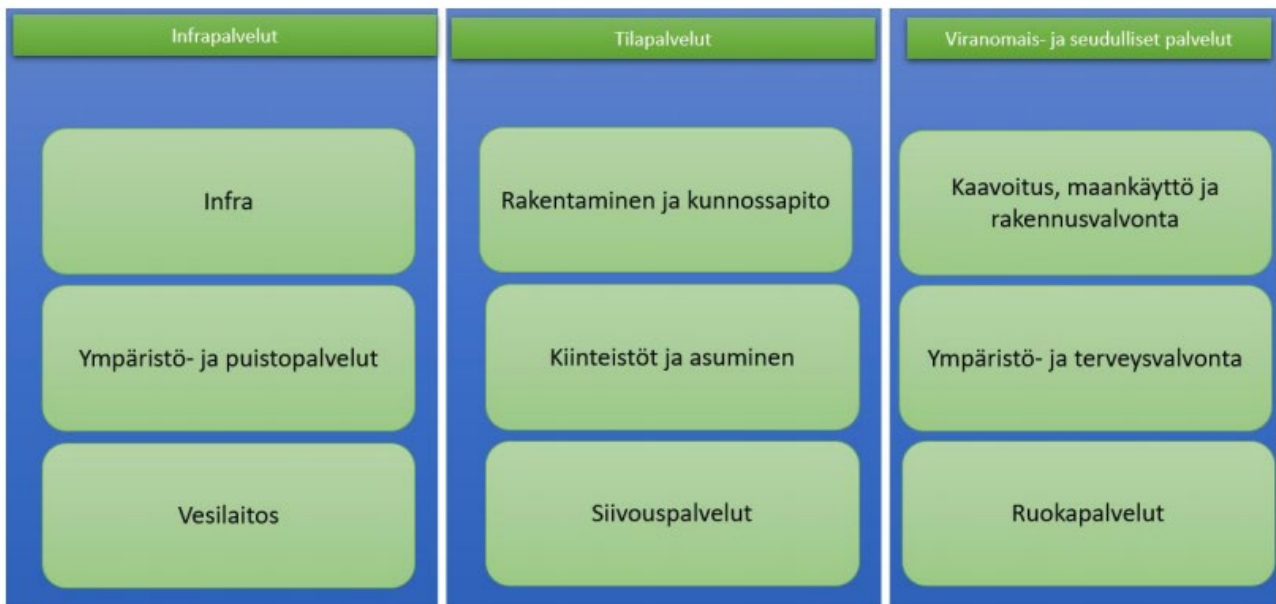 Infrapalvelut
Infra
Ympäristö- ja puistopalvelut
Vesilaitos
Tilapalvelut
Rakentaminen ja kunnossapito
Kiinteistöt ja asuminen
Siivouspalvelut
Viranomais- ja seudulliset palvelut
Kaavoitus, maankäyttö ja
rakennusvalvonta
Ympäristö- ja terveysvalvonta
Ruokapalvelut